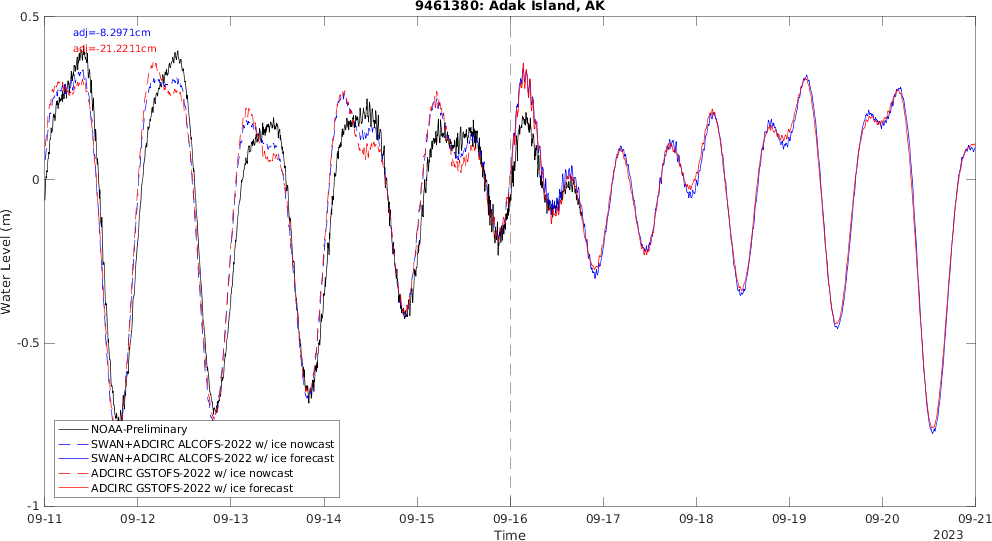 9461380: Adak Island, AK
0.5
adj=-8.2971cm
adj=-21.2211cm
0
Water Level (m)
-0.5
NOAA-Preliminary
SWAN+ADCIRC ALCOFS-2022 w/ ice nowcast
SWAN+ADCIRC ALCOFS-2022 w/ ice forecast
ADCIRC GSTOFS-2022 w/ ice nowcast
ADCIRC GSTOFS-2022 w/ ice forecast
-1
09-11 09-12 09-13 09-14 09-15 09-16 09-17 09-18 09-19 09-20 09-21
Time
2023